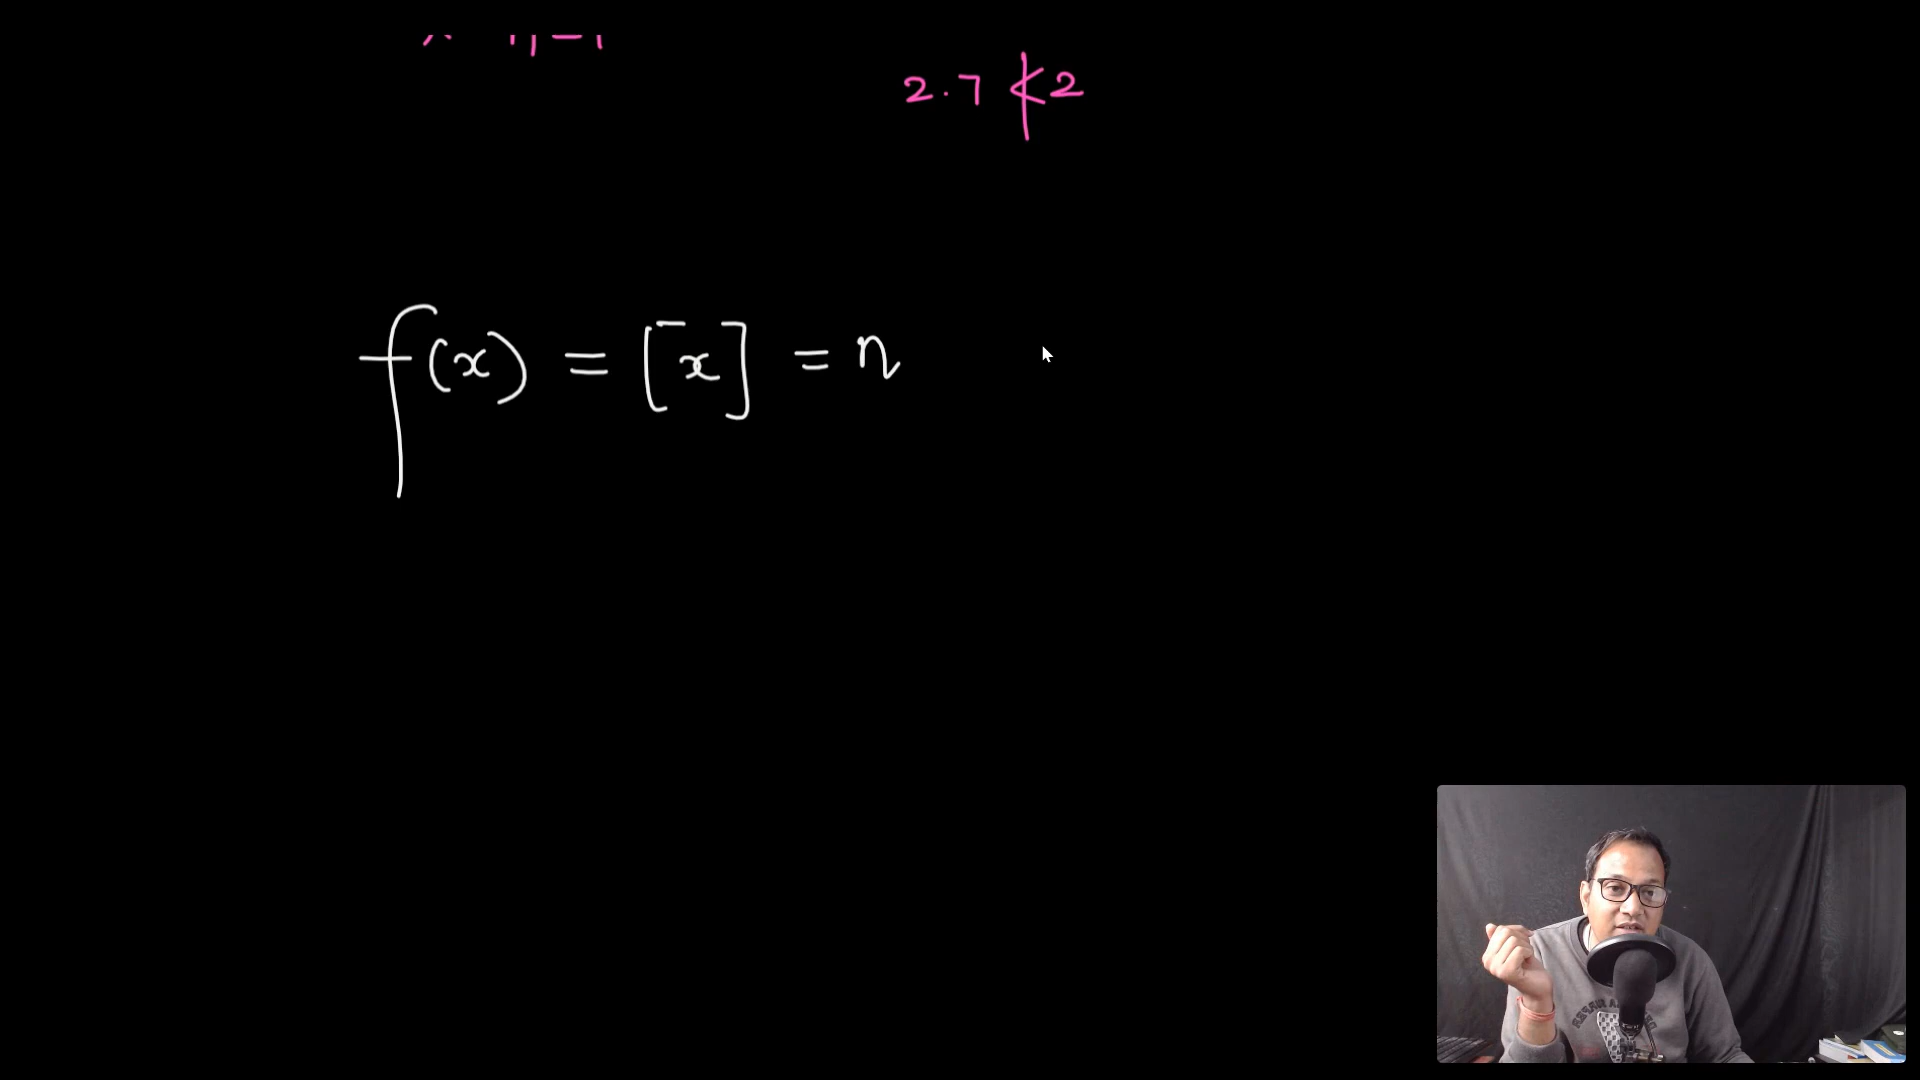 2.7 ≮ 2
f(x) = [x] = n